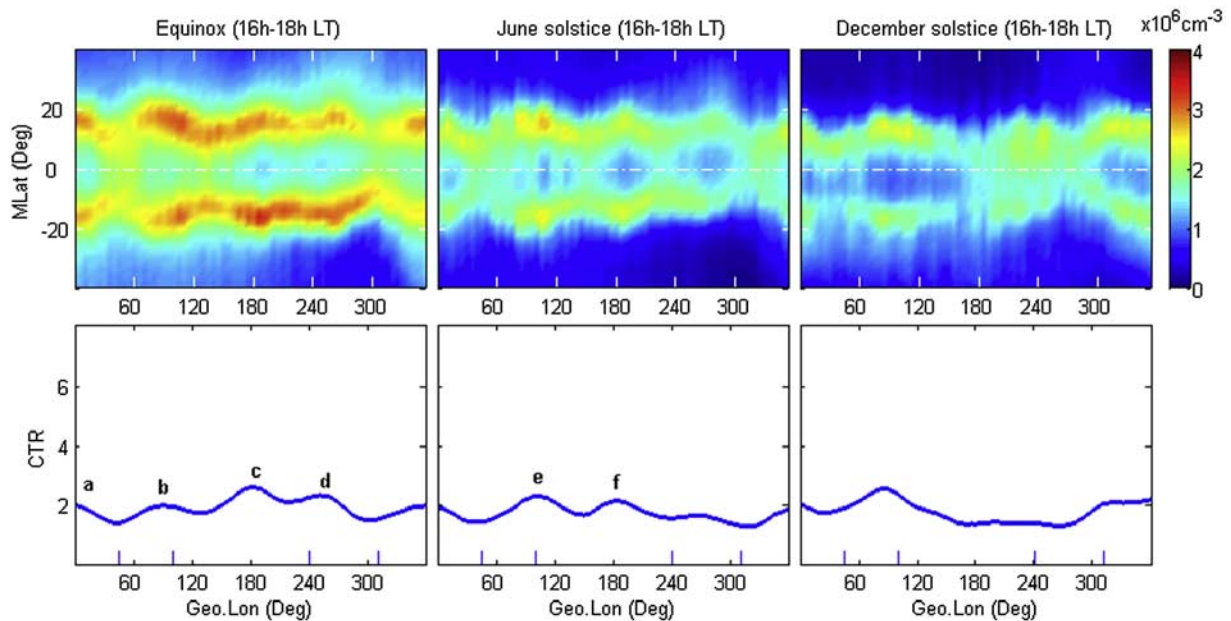 x10⁶cm⁻³
Equinox (16h-18h LT) June solstice (16h-18h LT) December solstice (16h-18h LT)
4
20 3
MLat (Deg) 0 2
-20 1
0
60 120 180 240 300 60 120 180 240 300 60 120 180 240 300
6
CTR 4
a b c d e f
2
60 120 180 240 300 60 120 180 240 300 60 120 180 240 300
Geo.Lon (Deg) Geo.Lon (Deg) Geo.Lon (Deg)